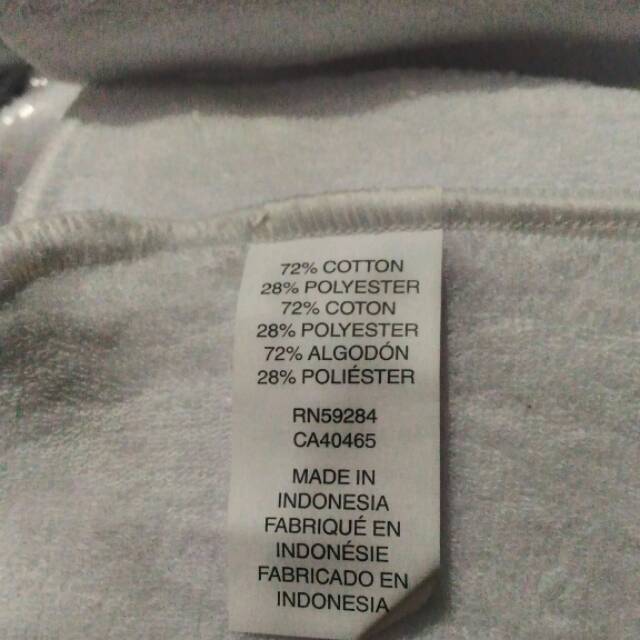 72% COTTON
28% POLYESTER
72% COTON
28% POLYESTER
72% ALGODÓN
28% POLIÉSTER
RN59284
CA40465
MADE IN
INDONESIA
FABRIQUÉ EN
INDONÉSIE
FABRICADO EN
INDONESIA